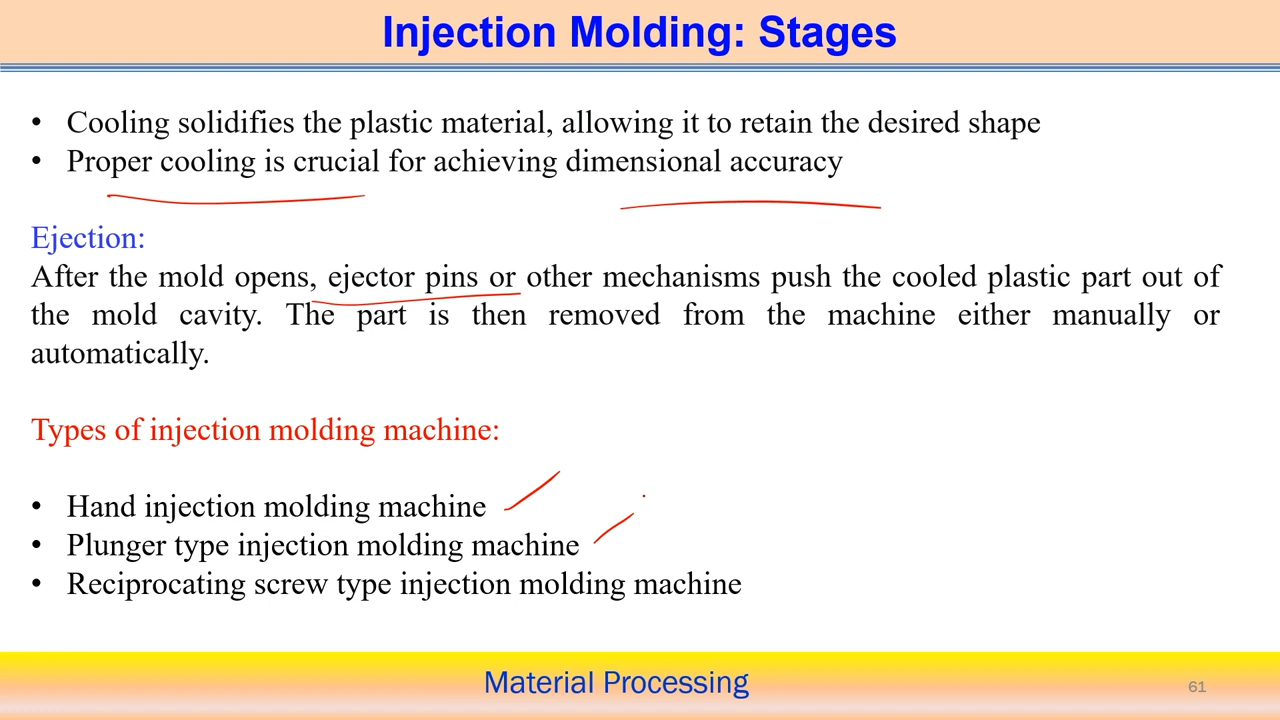 Injection Molding: Stages
• Cooling solidifies the plastic material, allowing it to retain the desired shape
• Proper cooling is crucial for achieving dimensional accuracy
Ejection:
After the mold opens, ejector pins or other mechanisms push the cooled plastic part out of
the mold cavity. The part is then removed from the machine either manually or
automatically.
Types of injection molding machine:
• Hand injection molding machine
• Plunger type injection molding machine
• Reciprocating screw type injection molding machine
Material Processing
61